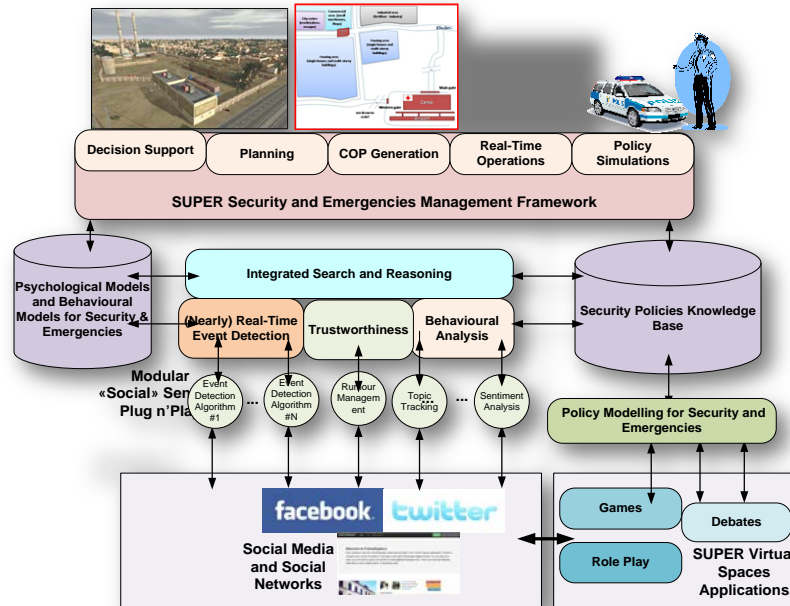 Decision Support
Planning
COP Generation
Real-Time
Operations
Policy
Simulations
SUPER Security and Emergencies Management Framework
Psychological Models
and Behavioural
Models for Security &
Emergencies
Integrated Search and Reasoning
(Nearly) Real-Time
Event Detection
Trustworthiness
Behavioural
Analysis
Security Policies Knowledge
Base
Modular
«Social» Sen
Plug n'Pla
Event
Detection
Algorithm
#1
...
Event
Detection
Algorithm
#N
Rumour
Managem
ent
Topic
Tracking
...
...
Sentiment
Analysis
Policy Modelling for Security and
Emergencies
facebook
twitter
Social Media
and Social
Networks
Games
Debates
Role Play
SUPER Virtua
Spaces
Applications